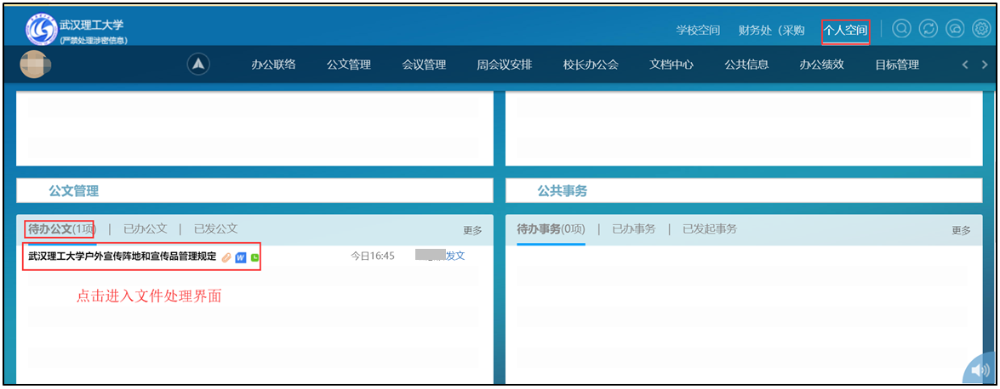 武汉理工大学
(严禁处理涉密信息)
学校空间 财务处（采购 个人空间
办公联络 公文管理 会议管理 周会议安排 校长办公会 文档中心 公共信息 办公绩效 目标管理
公文管理
公共事务
待办公文(1项) | 已办公文 | 已发公文 更多
待办事务(0项) | 已办事务 | 已发起事务 更多
武汉理工大学户外宣传阵地和宣传品管理规定 W 今日16:45 发文
点击进入文件处理界面